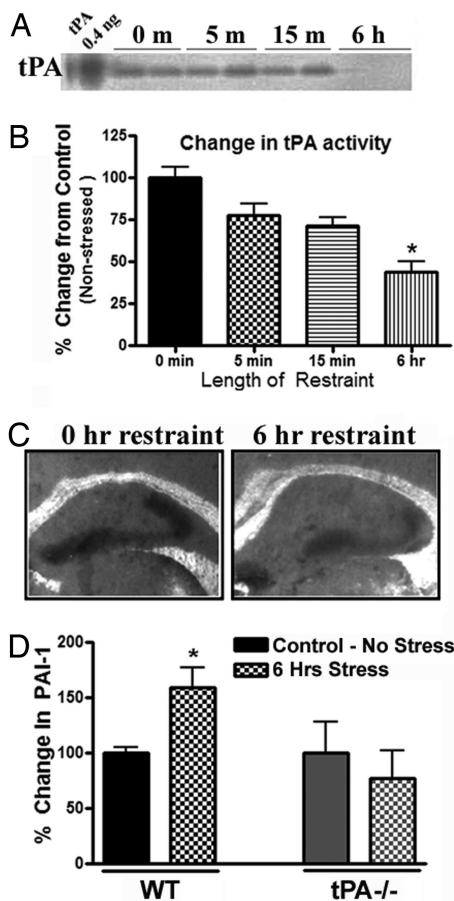 A
tPA
0.4 ng
0 m 5 m 15 m 6 h
tPA
B
Change in tPA activity
% Change from Control
(Non-stressed )
125
100
75
50
25
0
*
0 min 5 min 15 min 6 hr
Length of Restraint
C
0 hr restraint 6 hr restraint
D
% Change In PAI-1
200
150
100
50
0
*
Control - No Stress
6 Hrs Stress
WT tPA-/-